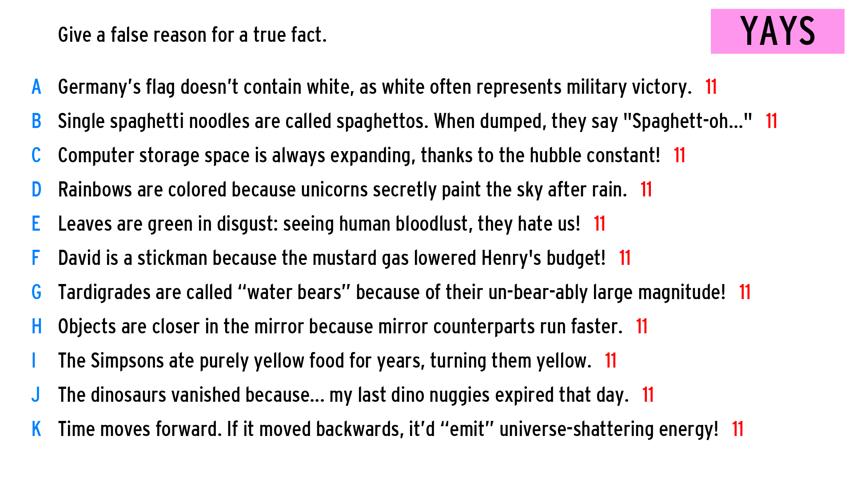 Give a false reason for a true fact.
YAYS
A Germany’s flag doesn’t contain white, as white often represents military victory. 11
B Single spaghetti noodles are called spaghettos. When dumped, they say "Spaghett-oh..." 11
C Computer storage space is always expanding, thanks to the hubble constant! 11
D Rainbows are colored because unicorns secretly paint the sky after rain. 11
E Leaves are green in disgust: seeing human bloodlust, they hate us! 11
F David is a stickman because the mustard gas lowered Henry's budget! 11
G Tardigrades are called “water bears” because of their un-bear-ably large magnitude! 11
H Objects are closer in the mirror because mirror counterparts run faster. 11
I The Simpsons ate purely yellow food for years, turning them yellow. 11
J The dinosaurs vanished because... my last dino nuggies expired that day. 11
K Time moves forward. If it moved backwards, it’d “emit” universe-shattering energy! 11